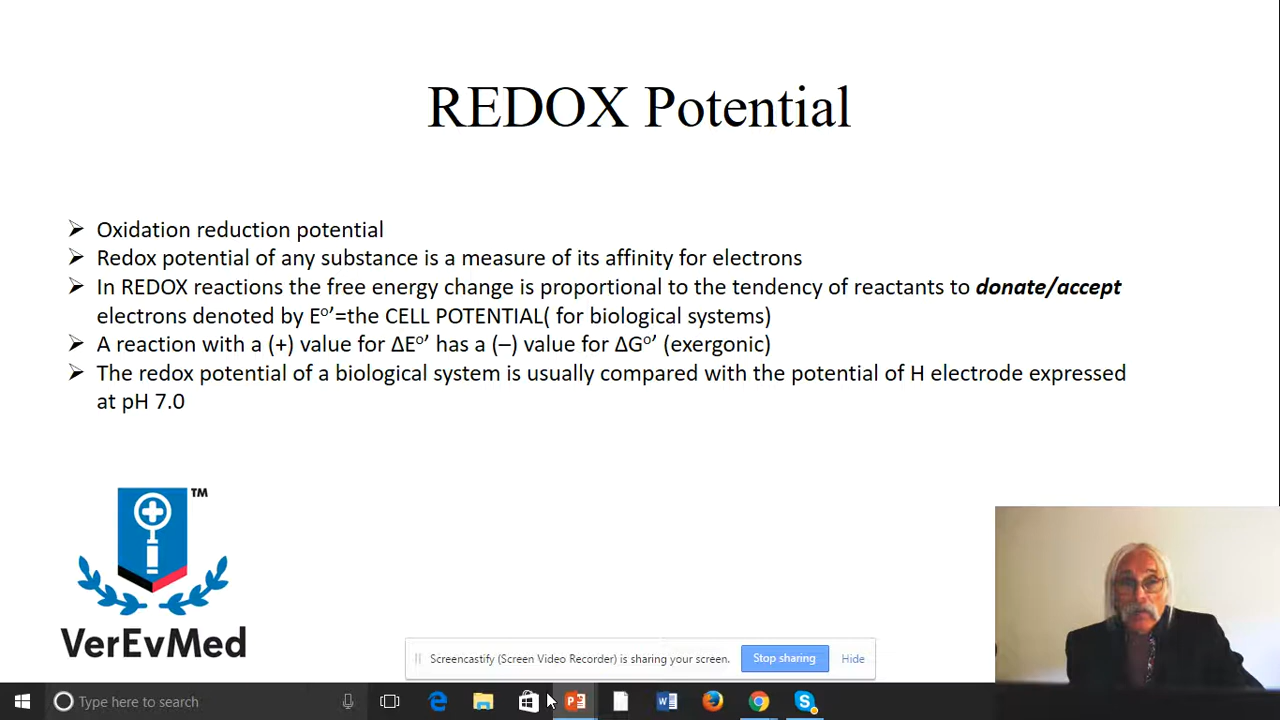 REDOX Potential
➢ Oxidation reduction potential
➢ Redox potential of any substance is a measure of its affinity for electrons
➢ In REDOX reactions the free energy change is proportional to the tendency of reactants to donate/accept
electrons denoted by Eº’=the CELL POTENTIAL( for biological systems)
➢ A reaction with a (+) value for ΔEº’ has a (–) value for ΔGº’ (exergonic)
➢ The redox potential of a biological system is usually compared with the potential of H electrode expressed
at pH 7.0
TM
VerEvMed
Screencastify (Screen Video Recorder) is sharing your screen. Stop sharing Hide
Type here to search